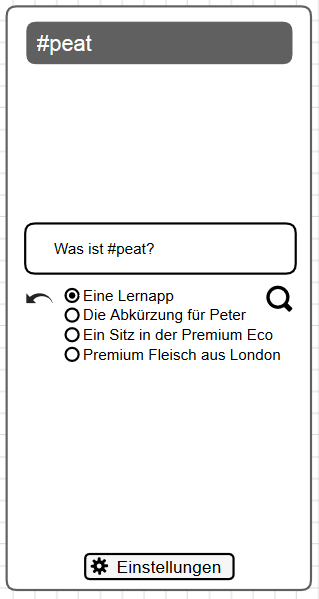 #peat
Was ist #peat?
Eine Lernapp
Die Abkürzung für Peter
Ein Sitz in der Premium Eco
Premium Fleisch aus London
Einstellungen